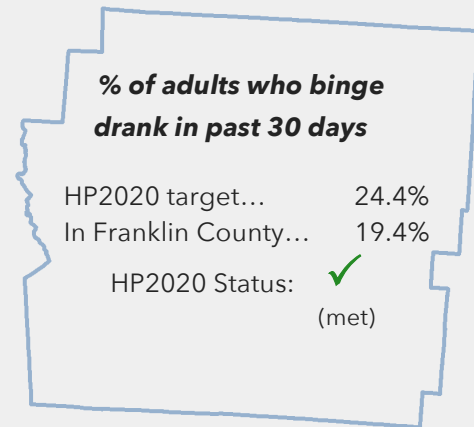 % of adults who binge
drank in past 30 days
HP2020 target… 24.4%
In Franklin County… 19.4%
HP2020 Status: ✓
(met)